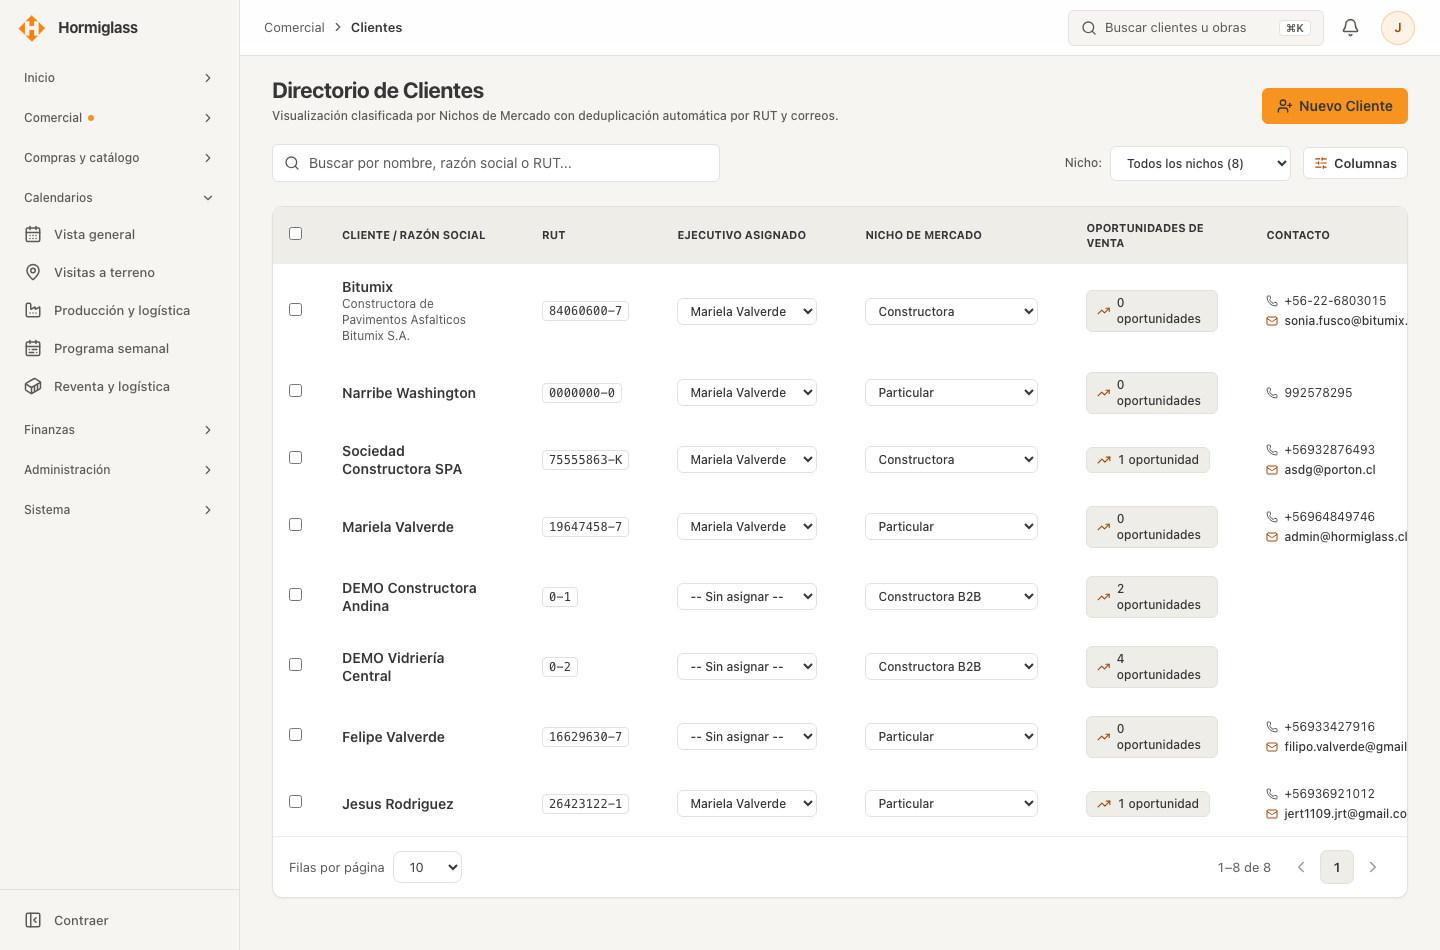 Hormiglass
Comercial > Clientes
Buscar clientes u obras
⌘K
J
Inicio
Comercial
Compras y catálogo
Calendarios
Vista general
Visitas a terreno
Producción y logística
Programa semanal
Reventa y logística
Finanzas
Administración
Sistema
Contraer
Directorio de Clientes
Visualización clasificada por Nichos de Mercado con deduplicación automática por RUT y correos.
Nuevo Cliente
Buscar por nombre, razón social o RUT...
Nicho:
Todos los nichos (8)
Columnas
CLIENTE / RAZÓN SOCIAL
RUT
EJECUTIVO ASIGNADO
NICHO DE MERCADO
OPORTUNIDADES DE
VENTA
CONTACTO
Bitumix
Constructora de
Pavimentos Asfalticos
Bitumix S.A.
84060600-7
Mariela Valverde
Constructora
0
oportunidades
+56-22-6803015
sonia.fusco@bitumix.
Narribe Washington
0000000-0
Mariela Valverde
Particular
0
oportunidades
992578295
Sociedad
Constructora SPA
75555863-K
Mariela Valverde
Constructora
1 oportunidad
+56932876493
asdg@porton.cl
Mariela Valverde
19647458-7
Mariela Valverde
Particular
0
oportunidades
+56964849746
admin@hormiglass.cl
DEMO Constructora
Andina
0-1
-- Sin asignar --
Constructora B2B
2
oportunidades
DEMO Vidriería
Central
0-2
-- Sin asignar --
Constructora B2B
4
oportunidades
Felipe Valverde
16629630-7
-- Sin asignar --
Particular
0
oportunidades
+56933427916
filipo.valverde@gmail
Jesus Rodriguez
26423122-1
Mariela Valverde
Particular
1 oportunidad
+56936921012
jert1109.jrt@gmail.co
Filas por página
10
1–8 de 8
1